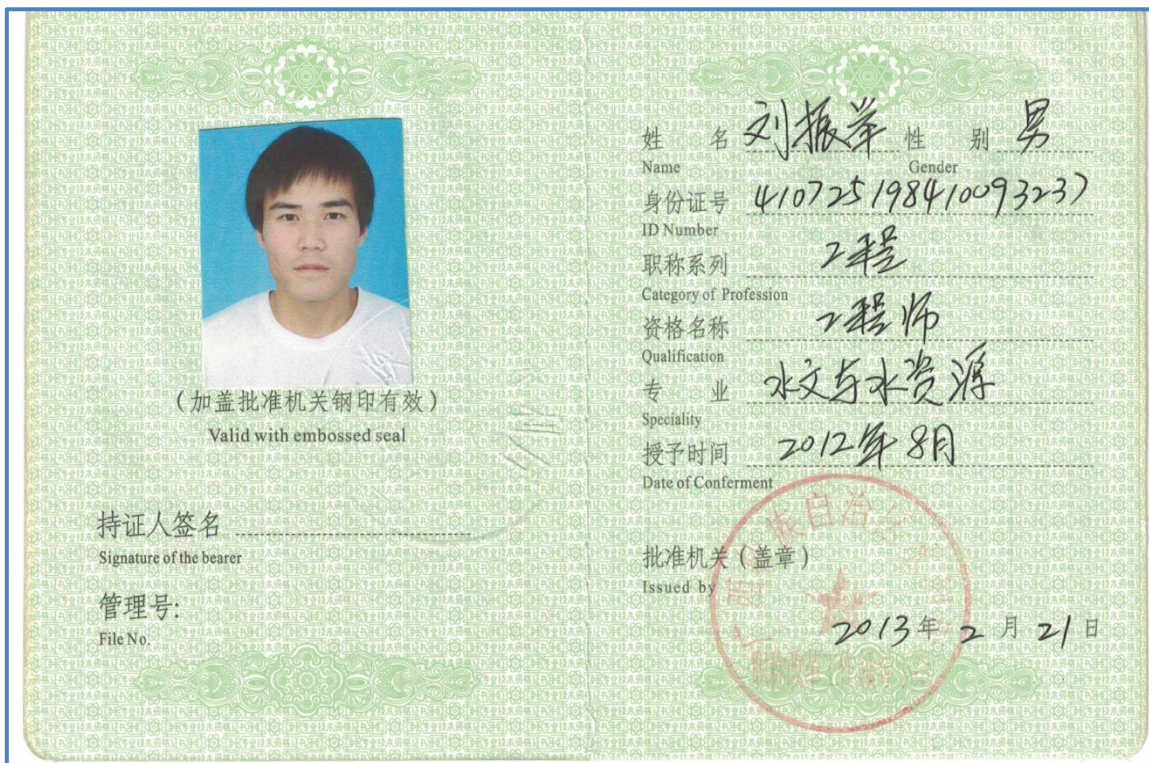 (加盖批准机关钢印有效)
Valid with embossed seal
持证人签名
Signature of the bearer
管理号:
File No.
姓 名 刘振举 性 别 男
Name Gender
身份证号 410725198410093237
ID Number
职称系列 工程
Category of Profession
资格名称 工程师
Qualification
专 业 水文与水资源
Speciality
授予时间 2012年8月
Date of Conferment
批准机关(盖章)
Issued by
2013年2月21日